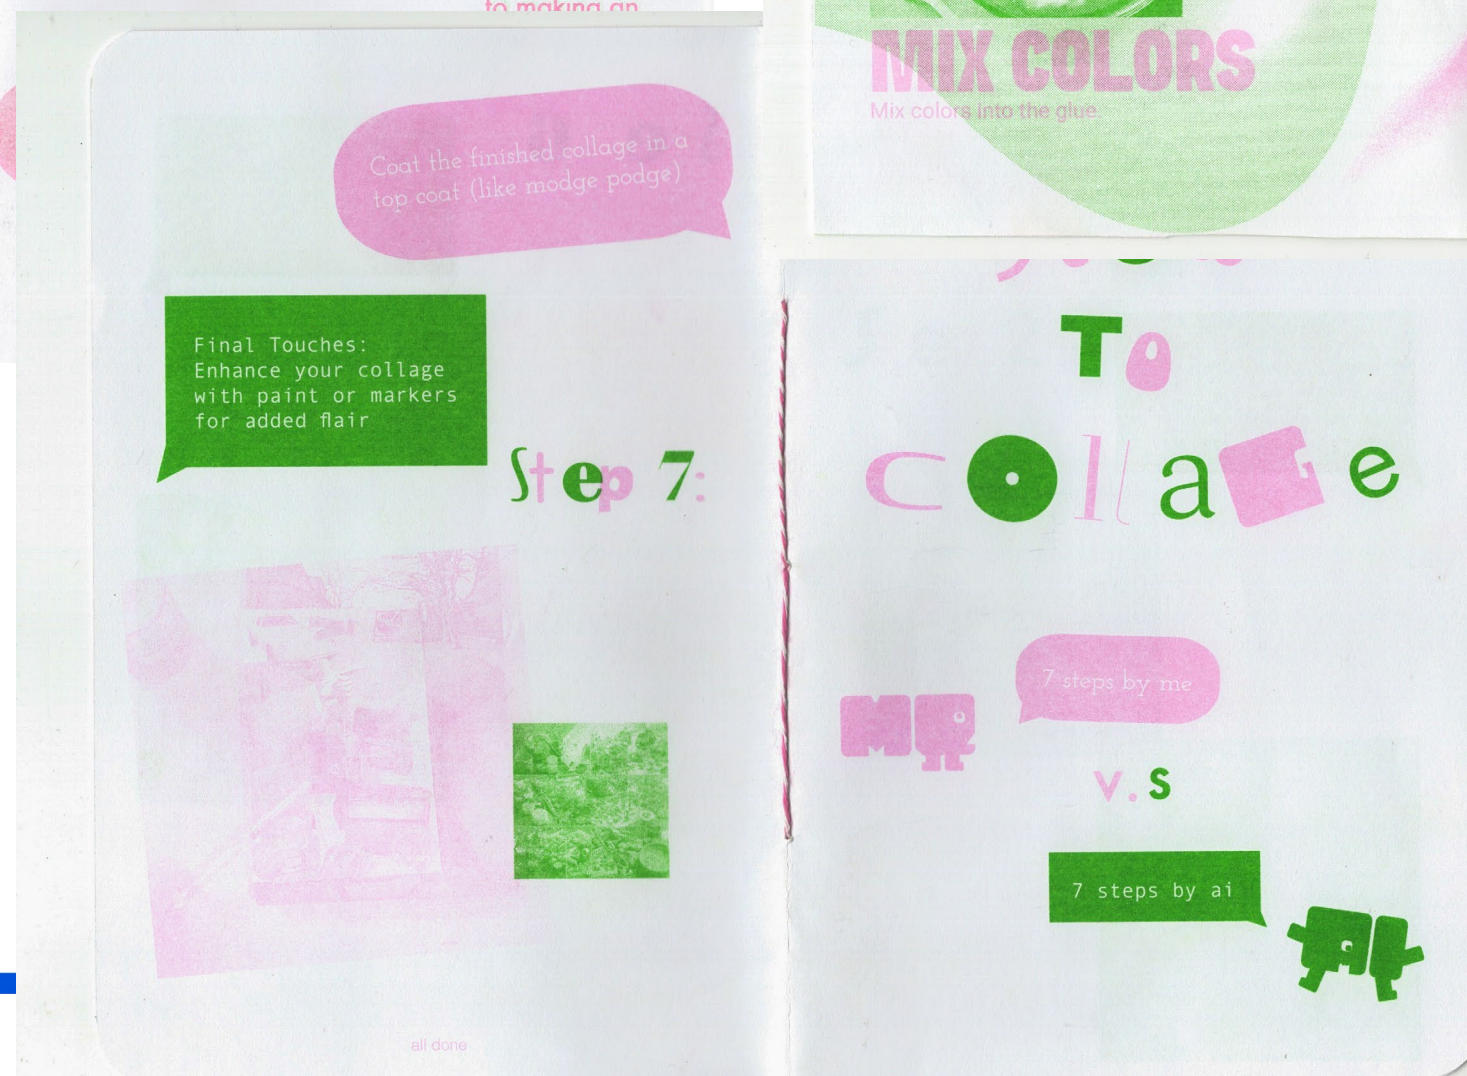 to making an
Coat the finished collage in a
top coat (like modge podge)
Final Touches:
Enhance your collage
with paint or markers
for added flair
Step 7:
all done
MIX COLORS
Mix colors into the glue.
TO
collage
7 steps by me
ME
v.s
7 steps by ai
AI